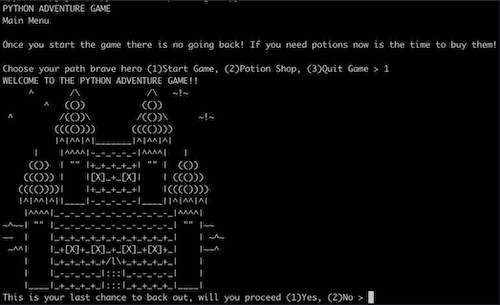 PYTHON ADVENTURE GAME
Main Menu
Once you start the game there is no going back! If you need potions now is the time to buy them!
Choose your path brave hero (1)Start Game, (2)Potion Shop, (3)Quit Game > 1
WELCOME TO THE PYTHON ADVENTURE GAME!!
This is your last chance to back out, will you proceed (1)Yes, (2)No >